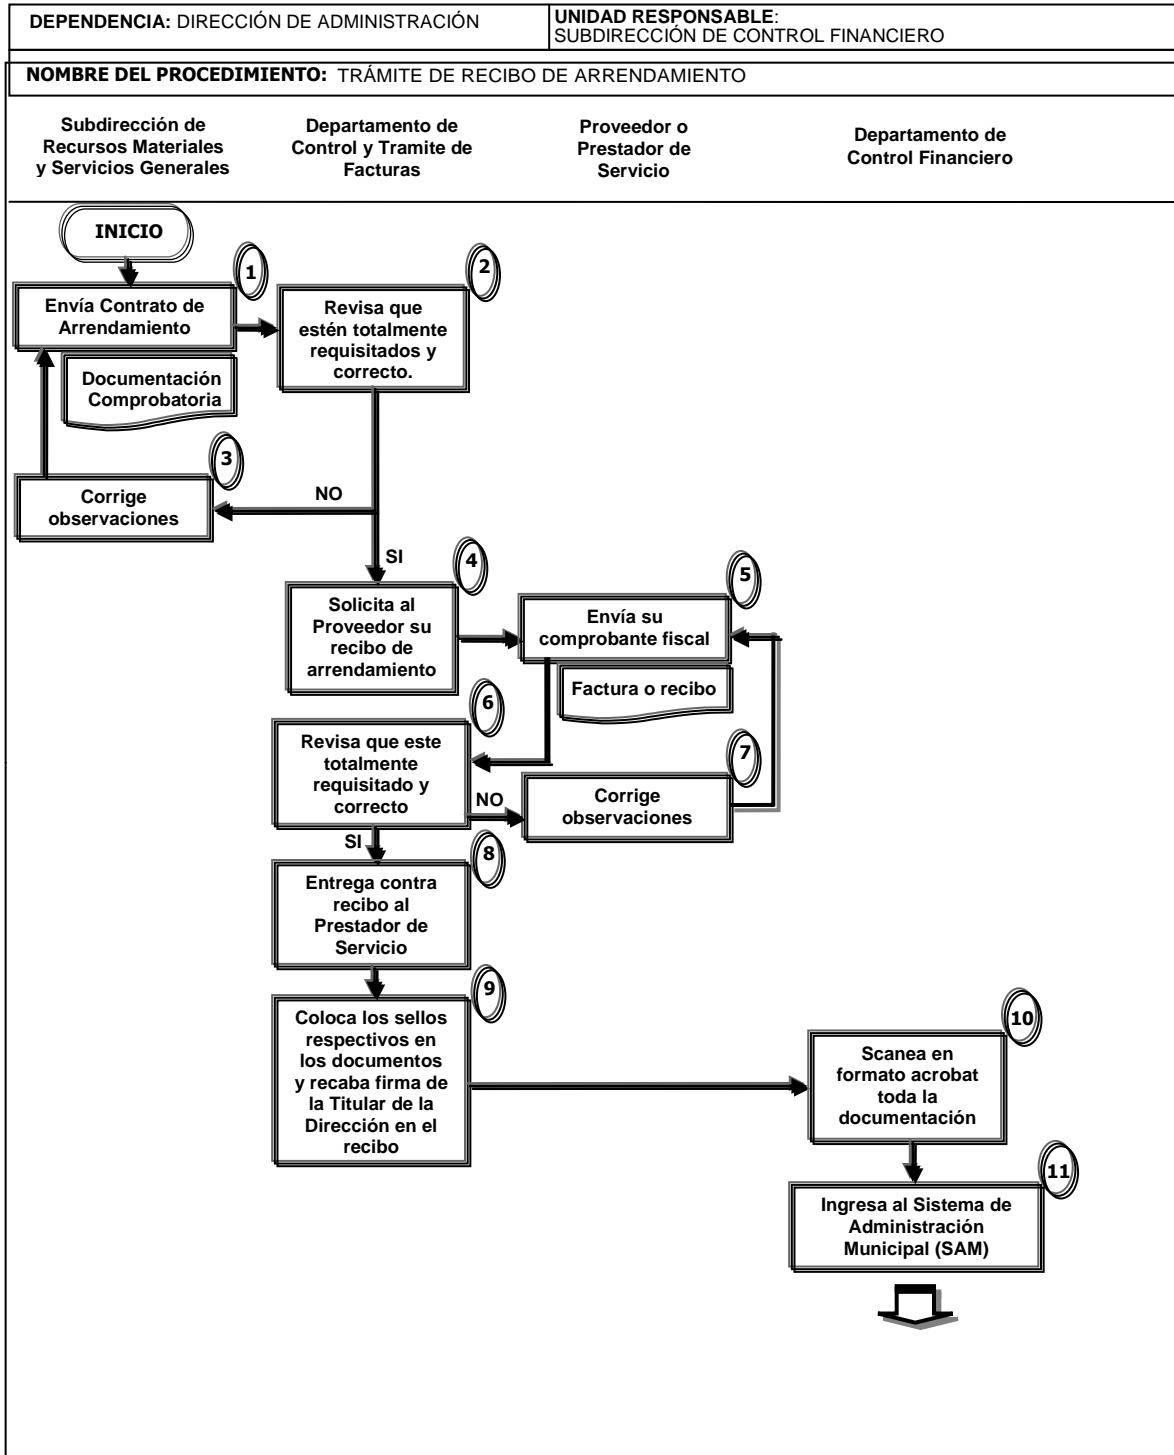 DEPENDENCIA: DIRECCIÓN DE ADMINISTRACIÓN
UNIDAD RESPONSABLE:
SUBDIRECCIÓN DE CONTROL FINANCIERO
NOMBRE DEL PROCEDIMIENTO: TRÁMITE DE RECIBO DE ARRENDAMIENTO
Subdirección de
Recursos Materiales
y Servicios Generales
Departamento de
Control y Tramite de
Facturas
Proveedor o
Prestador de
Servicio
Departamento de
Control Financiero
INICIO
1
Envía Contrato de
Arrendamiento
Documentación
Comprobatoria
2
Revisa que
estén totalmente
requisitados y
correcto.
3
Corrige
observaciones
NO
SI
4
Solicita al
Proveedor su
recibo de
arrendamiento
5
Envía su
comprobante fiscal
Factura o recibo
6
Revisa que este
totalmente
requisitado y
correcto
NO
7
Corrige
observaciones
SI
8
Entrega contra
recibo al
Prestador de
Servicio
9
Coloca los sellos
respectivos en
los documentos
y recaba firma de
la Titular de la
Dirección en el
recibo
10
Scanea en
formato acrobat
toda la
documentación
11
Ingresa al Sistema de
Administración
Municipal (SAM)